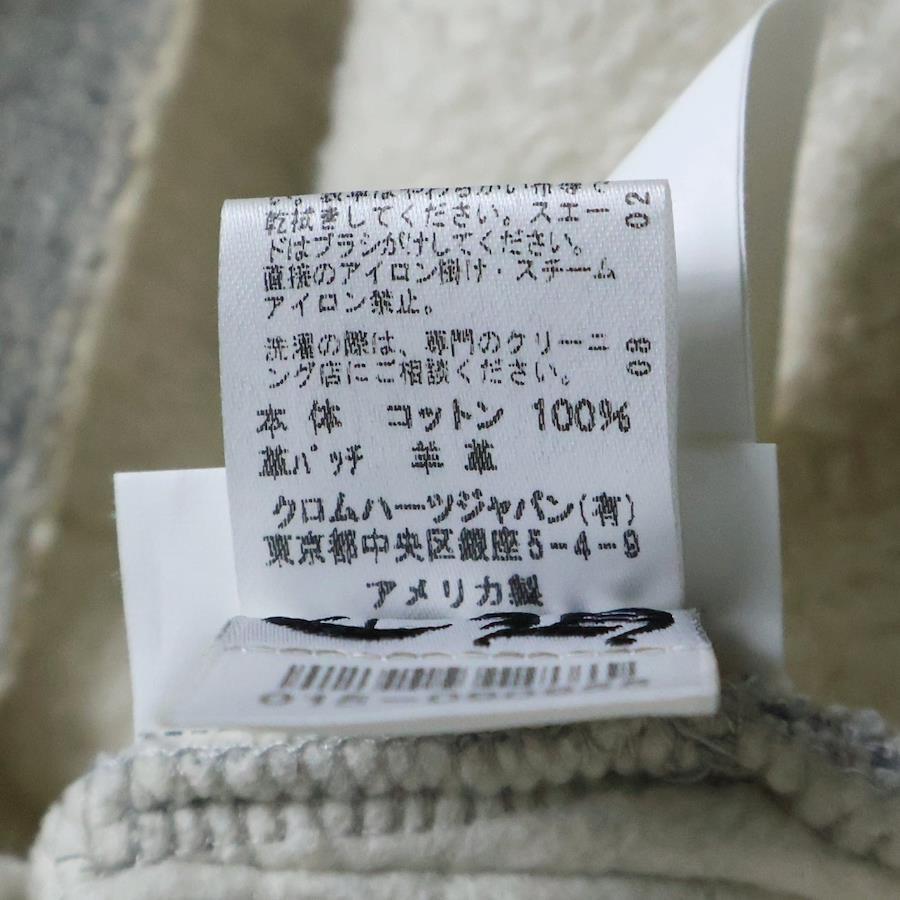 乾拭きしてください。スエー
ドはブラシがけしてください。
直接のアイロン掛け・スチーム
アイロン禁止。
02
洗濯の際は、専門のクリーニ
ング店にご相談ください。
08
本体 コットン 100%
革パッチ 羊革
クロムハーツジャパン(有)
東京都中央区銀座5-4-9
アメリカ製